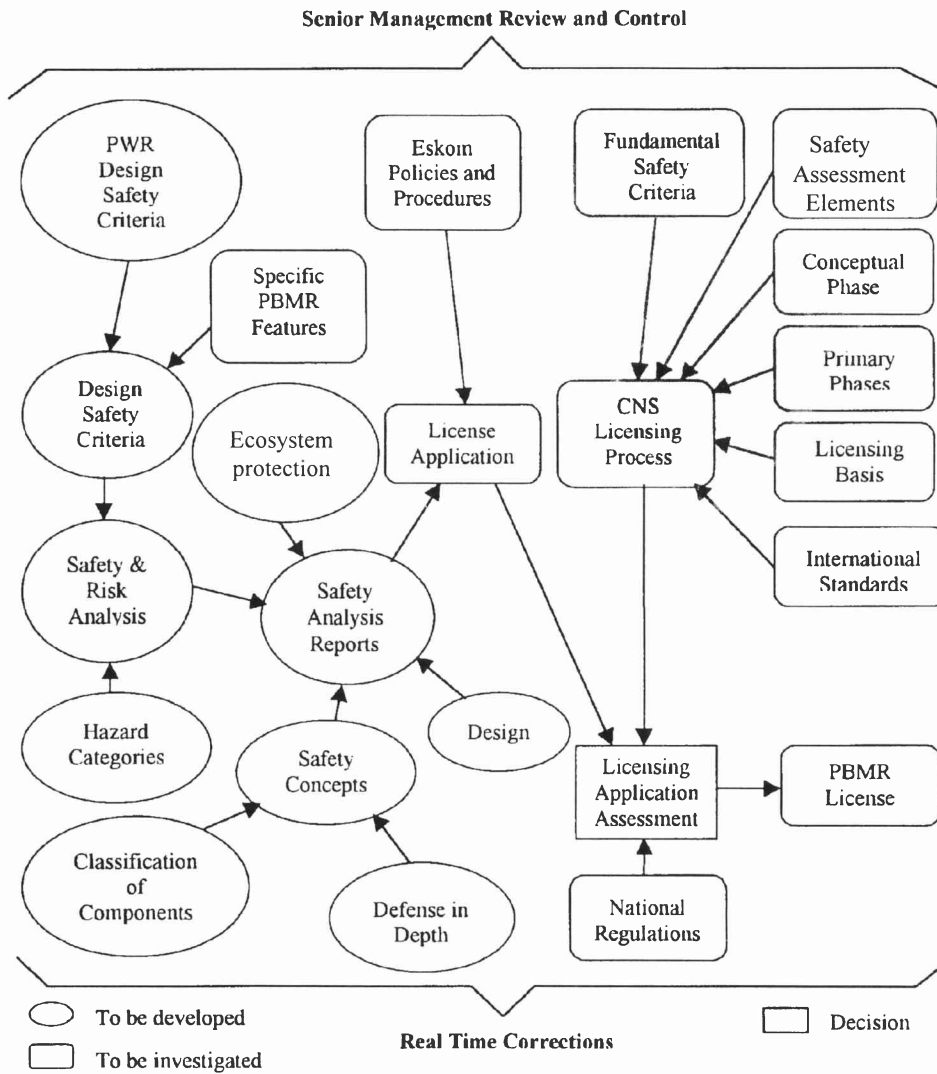 Senior Management Review and Control
PWR
Design
Safety
Criteria
Eskom
Policies and
Procedures
Fundamental
Safety
Criteria
Safety
Assessment
Elements
Specific
PBMR
Features
Conceptual
Phase
Primary
Phases
Design
Safety
Criteria
Ecosystem
protection
License
Application
CNS
Licensing
Process
Licensing
Basis
International
Standards
Safety &
Risk
Analysis
Safety
Analysis
Reports
Hazard
Categories
Safety
Concepts
Design
Licensing
Application
Assessment
PBMR
License
Classification
of
Components
Defense in
Depth
National
Regulations
To be developed
To be investigated
Real Time Corrections
Decision